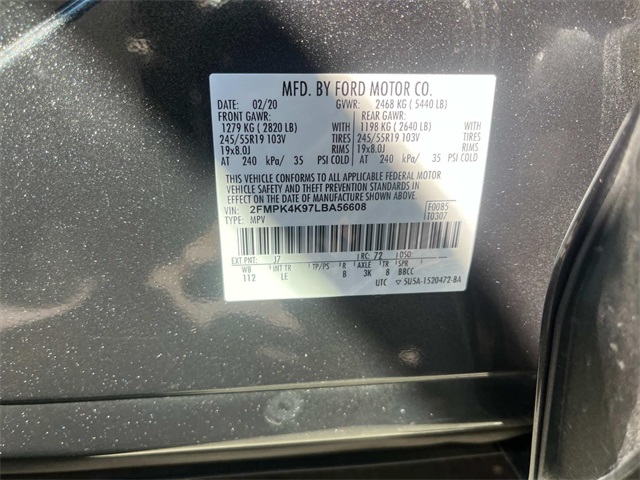 MFD. BY FORD MOTOR CO.
DATE: 02/20 GVWR: 2468 KG ( 5440 LB)
FRONT GAWR: REAR GAWR:
1279 KG ( 2820 LB) WITH 1198 KG ( 2640 LB) WITH
245/55R19 103V TIRES 245/55R19 103V TIRES
19x8.0J RIMS 19x8.0J RIMS
AT 240 kPa/ 35 PSI COLD AT 240 kPa/ 35 PSI COLD
THIS VEHICLE CONFORMS TO ALL APPLICABLE FEDERAL MOTOR
VEHICLE SAFETY AND THEFT PREVENTION STANDARDS IN
EFFECT ON THE DATE OF MANUFACTURE SHOWN ABOVE.
VIN: 2FMPK4K97LBA56608 F0085
TYPE: MPV T0307
EXT PNT: J7 RC: 72 DSO:
WB INT TR TP/PS R AXLE TR SPR
112 LE B 3K 8 BBCC
UTC ▽ 5U5A-1520472-BA